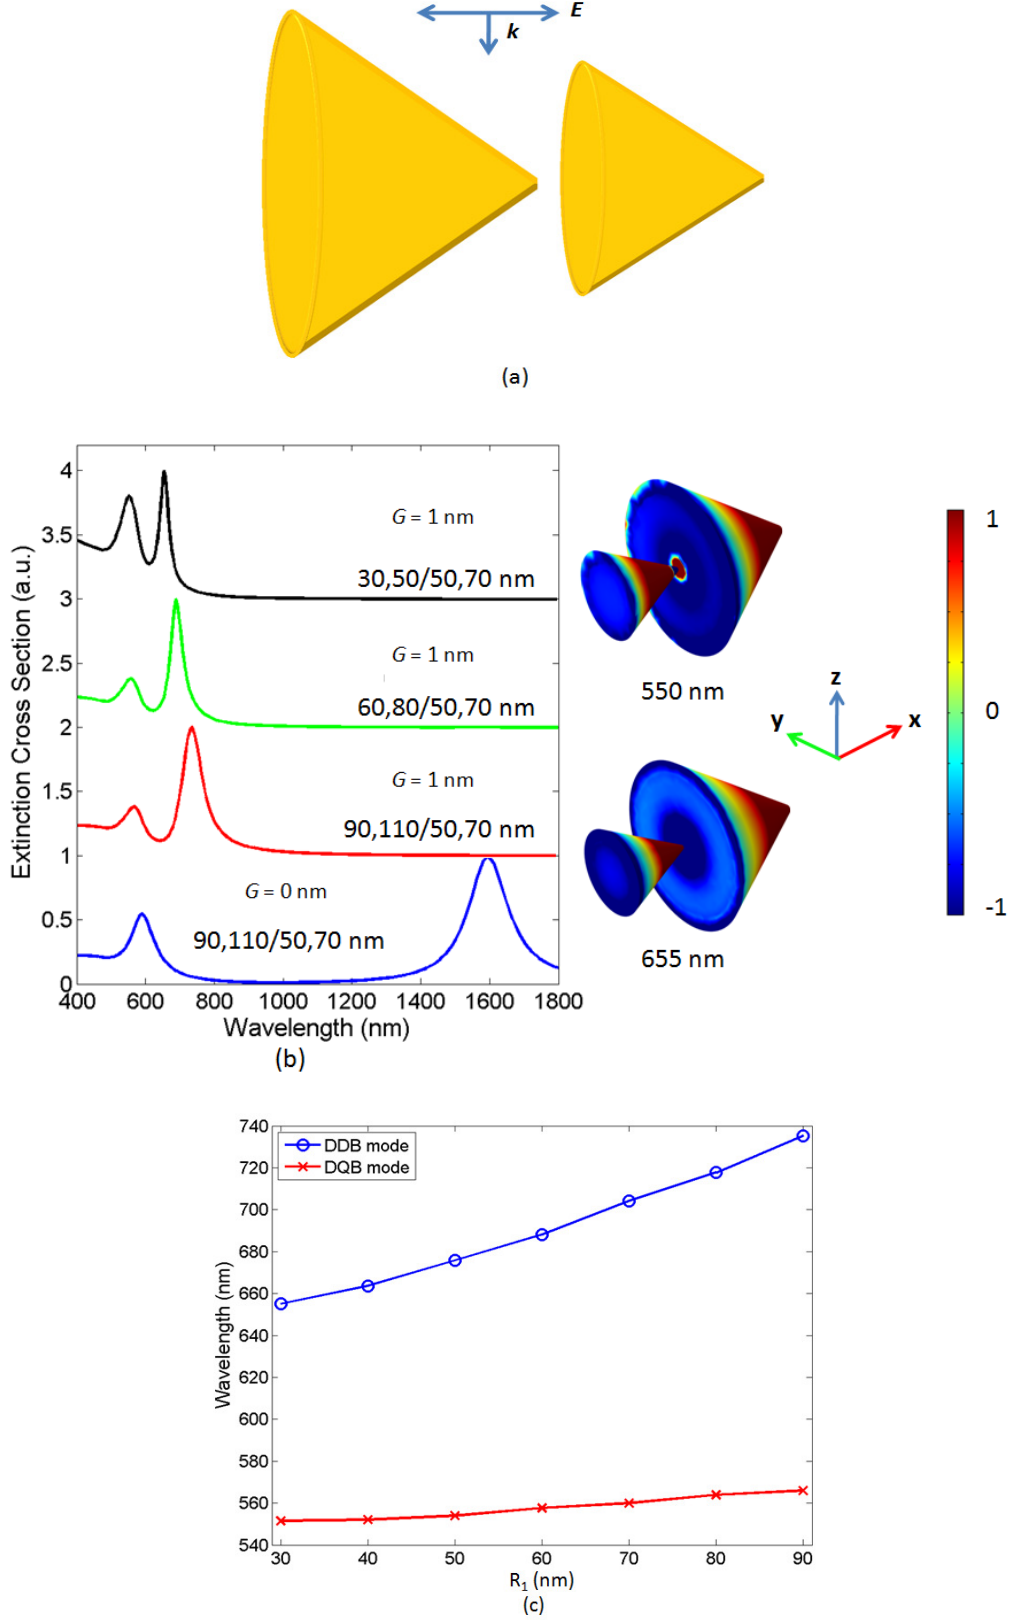 E
k
(a)
4
3.5
3
2.5
2
1.5
1
0.5
0
Extinction Cross Section (a.u.)
G = 1 nm
30,50/50,70 nm
G = 1 nm
60,80/50,70 nm
G = 1 nm
90,110/50,70 nm
G = 0 nm
90,110/50,70 nm
400 600 800 1000 1200 1400 1600 1800
Wavelength (nm)
(b)
550 nm
z
y
x
655 nm
1
0
-1
DDB mode
DQB mode
740
720
700
680
660
640
620
600
580
560
540
Wavelength (nm)
30 40 50 60 70 80 90
R₁ (nm)
(c)